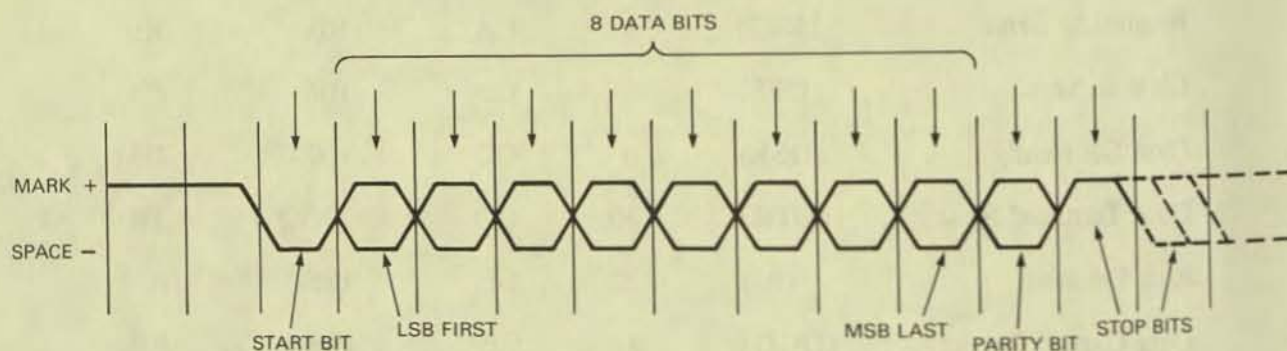 8 DATA BITS
MARK +
SPACE −
START BIT
LSB FIRST
MSB LAST
PARITY BIT
STOP BITS